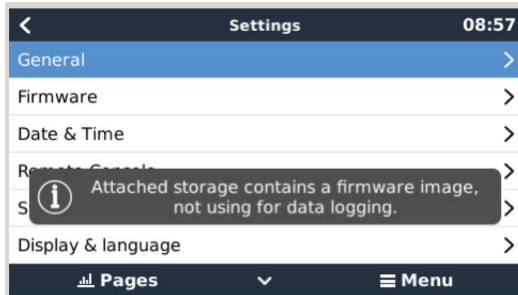 Settings 08:57
General
Firmware
Date & Time
Attached storage contains a firmware image,
not using for data logging.
Display & language
Pages Menu